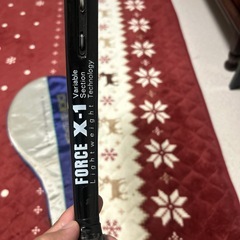 FORCE X-1
Lightweight
Variable
Section
Technology